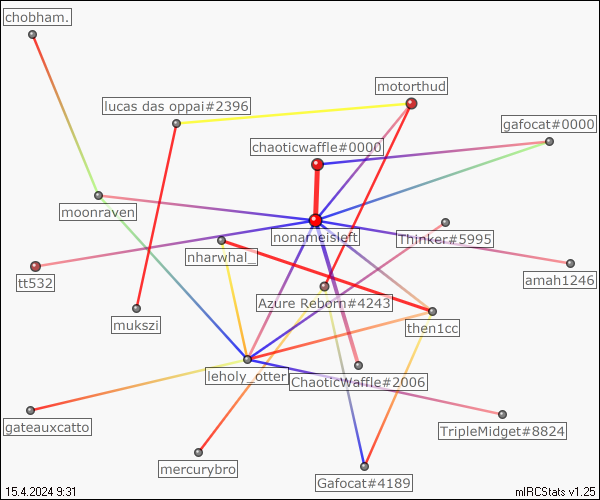 chobham.
motorthud
lucas das oppai#2396
gafocat#0000
chaoticwaffle#0000
moonraven
nonameisleft
Thinker#5995
nharwhal_
tt532
amah1246
Azure Reborn#4243
mukszi
then1cc
leholy_otter
ChaoticWaffle#2006
gateauxcatto
TripleMidget#8824
mercurybro
Gafocat#4189
15.4.2024 9:31
mIRCStats v1.25